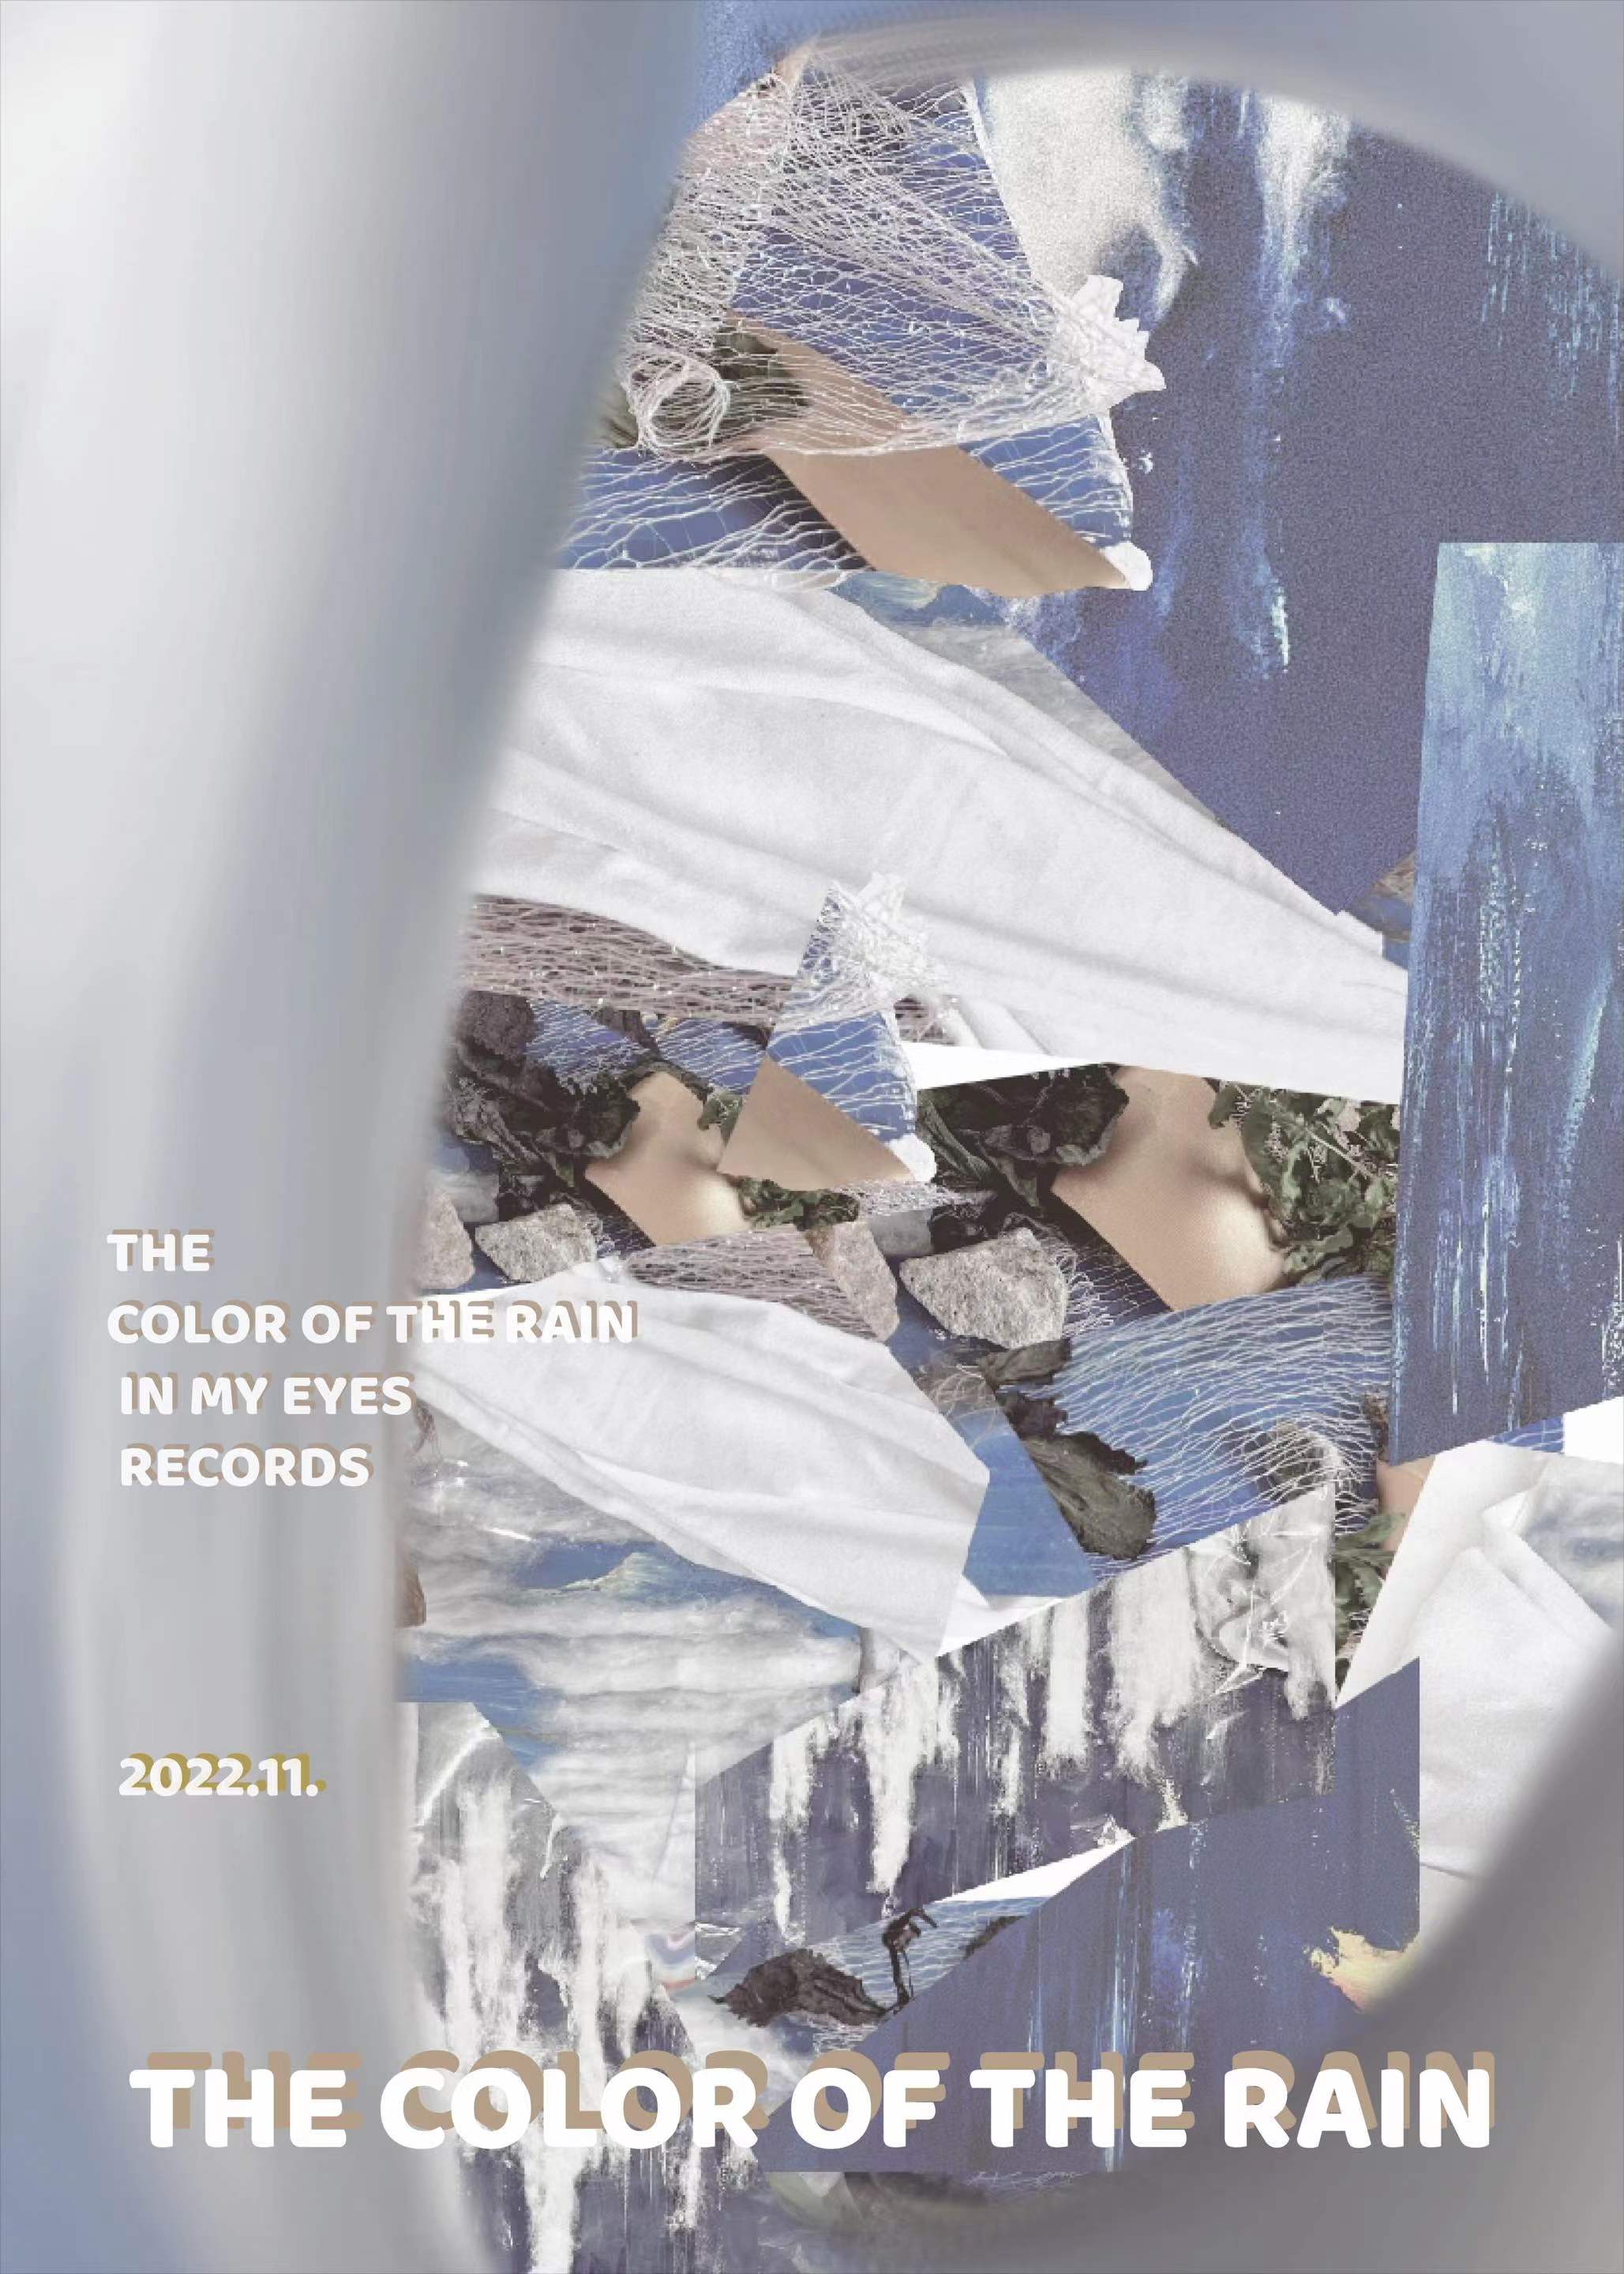 THE
COLOR OF THE RAIN
IN MY EYES
RECORDS
2022.11.
THE COLOR OF THE RAIN